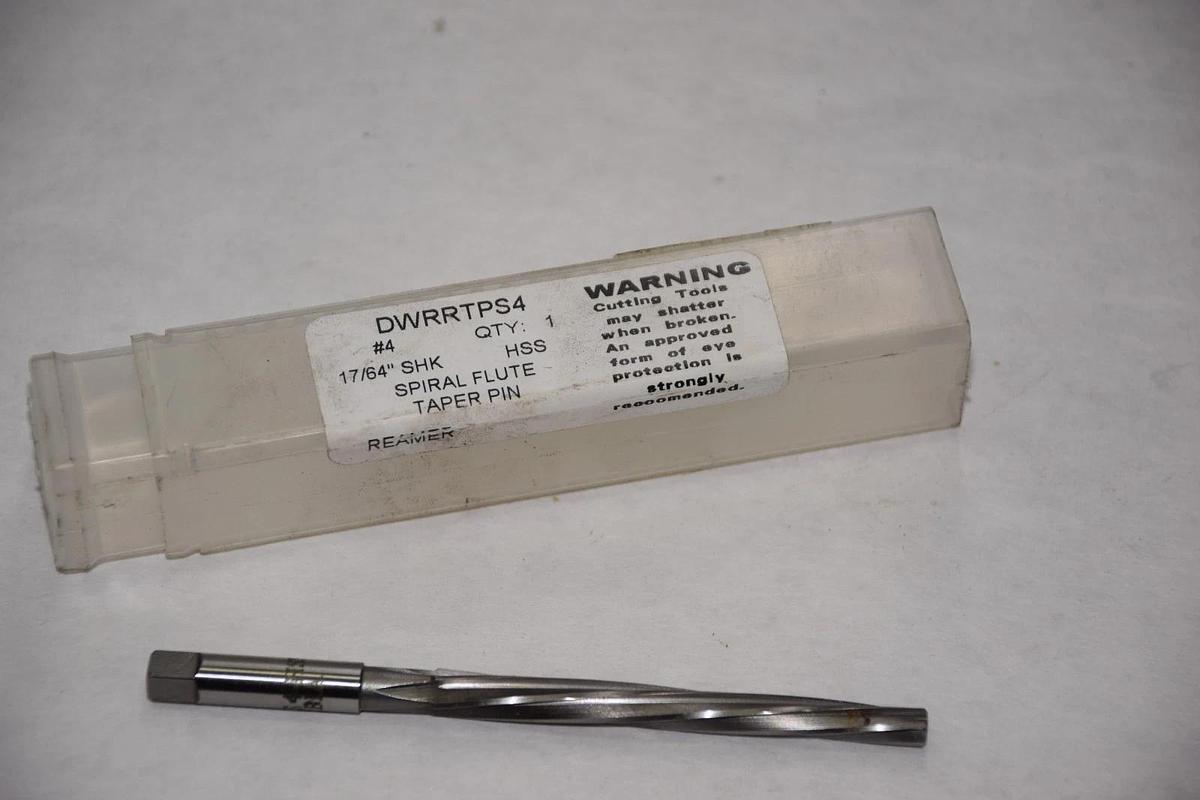 DWRRTPS4
#4 QTY: 1
17/64" SHK HSS
SPIRAL FLUTE
TAPER PIN
REAMER
WARNING
Cutting Tools
may shatter
when broken.
An approved
form of eye
protection is
strongly
recoomended.